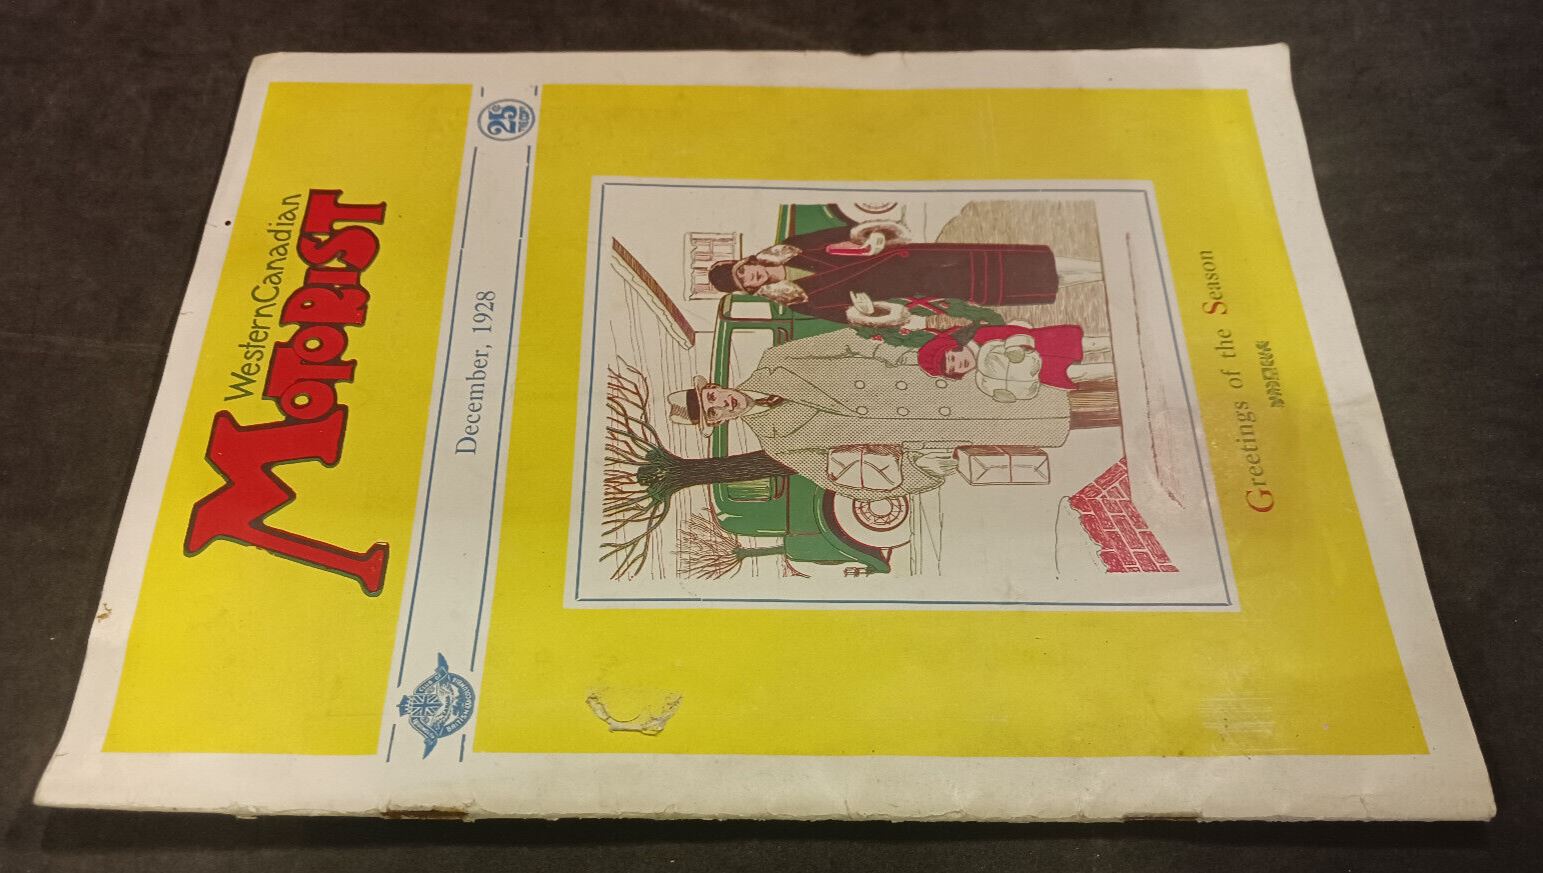 Western Canadian
MOTORIST
December, 1928
25¢
Greetings of the Season